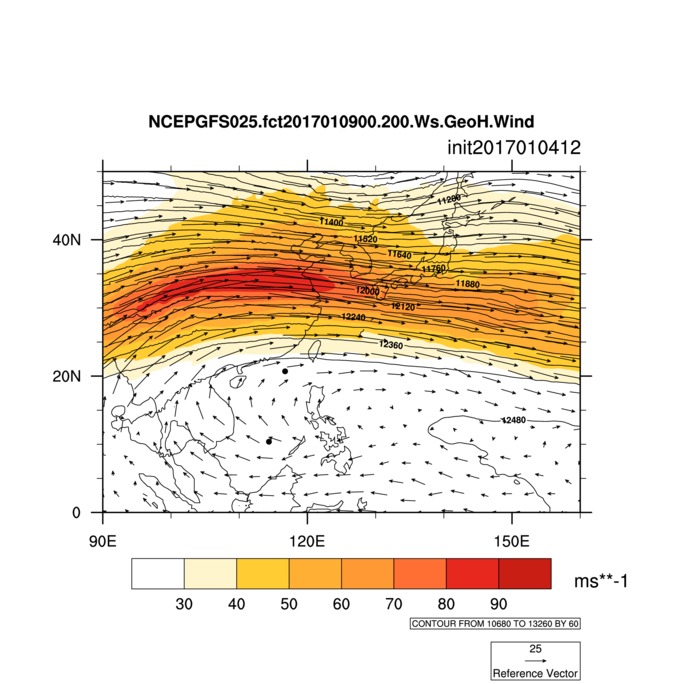 NCEPGFS025.fct2017010900.200.Ws.GeoH.Wind
init2017010412
11280
11400
11520
40N
11640
11760
11880
12000
12120
12240
12360
20N
12480
0
90E 120E 150E
ms**-1
30 40 50 60 70 80 90
CONTOUR FROM 10680 TO 13260 BY 60
25
Reference Vector